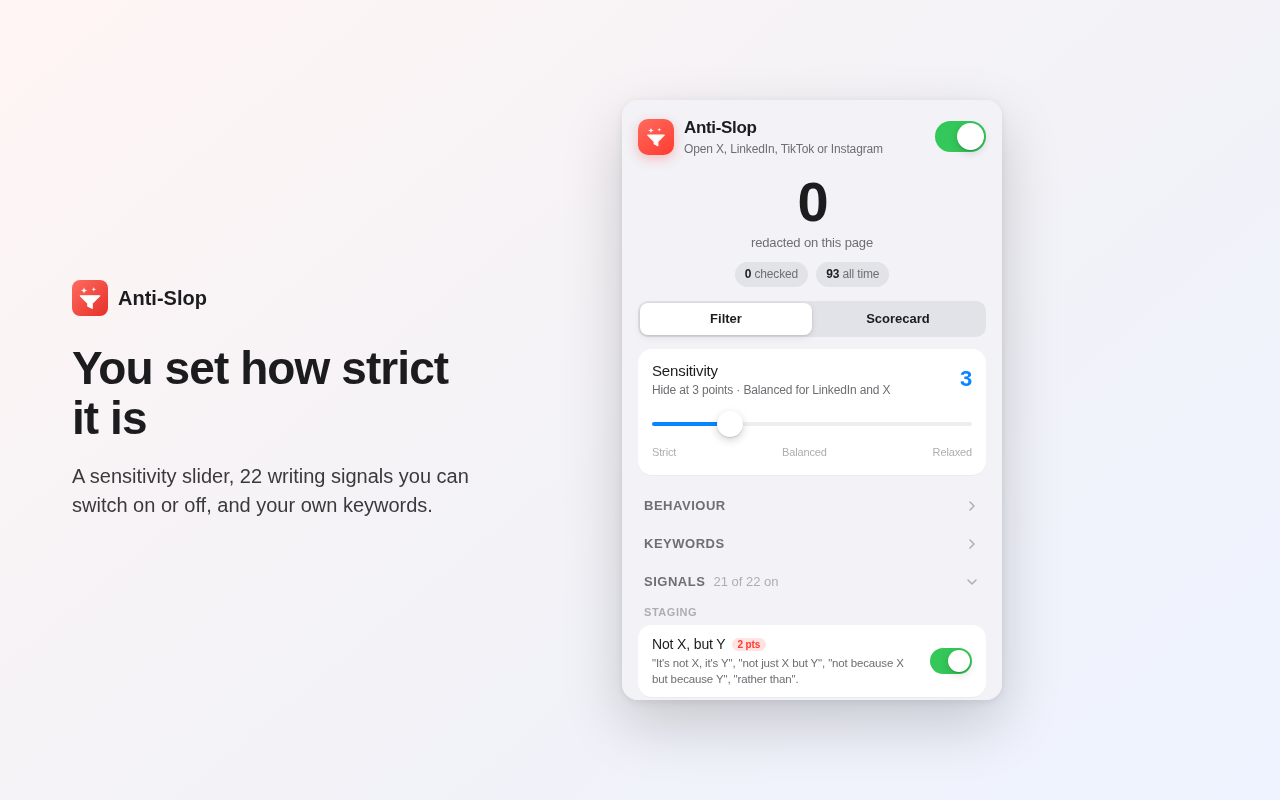 Anti-Slop
You set how strict
it is
A sensitivity slider, 22 writing signals you can
switch on or off, and your own keywords.
Anti-Slop
Open X, LinkedIn, TikTok or Instagram
0
redacted on this page
0 checked
93 all time
Filter
Scorecard
Sensitivity
Hide at 3 points · Balanced for LinkedIn and X
3
Strict
Balanced
Relaxed
BEHAVIOUR
KEYWORDS
SIGNALS 21 of 22 on
STAGING
Not X, but Y 2 pts
"It's not X, it's Y", "not just X but Y", "not because X
but because Y", "rather than".